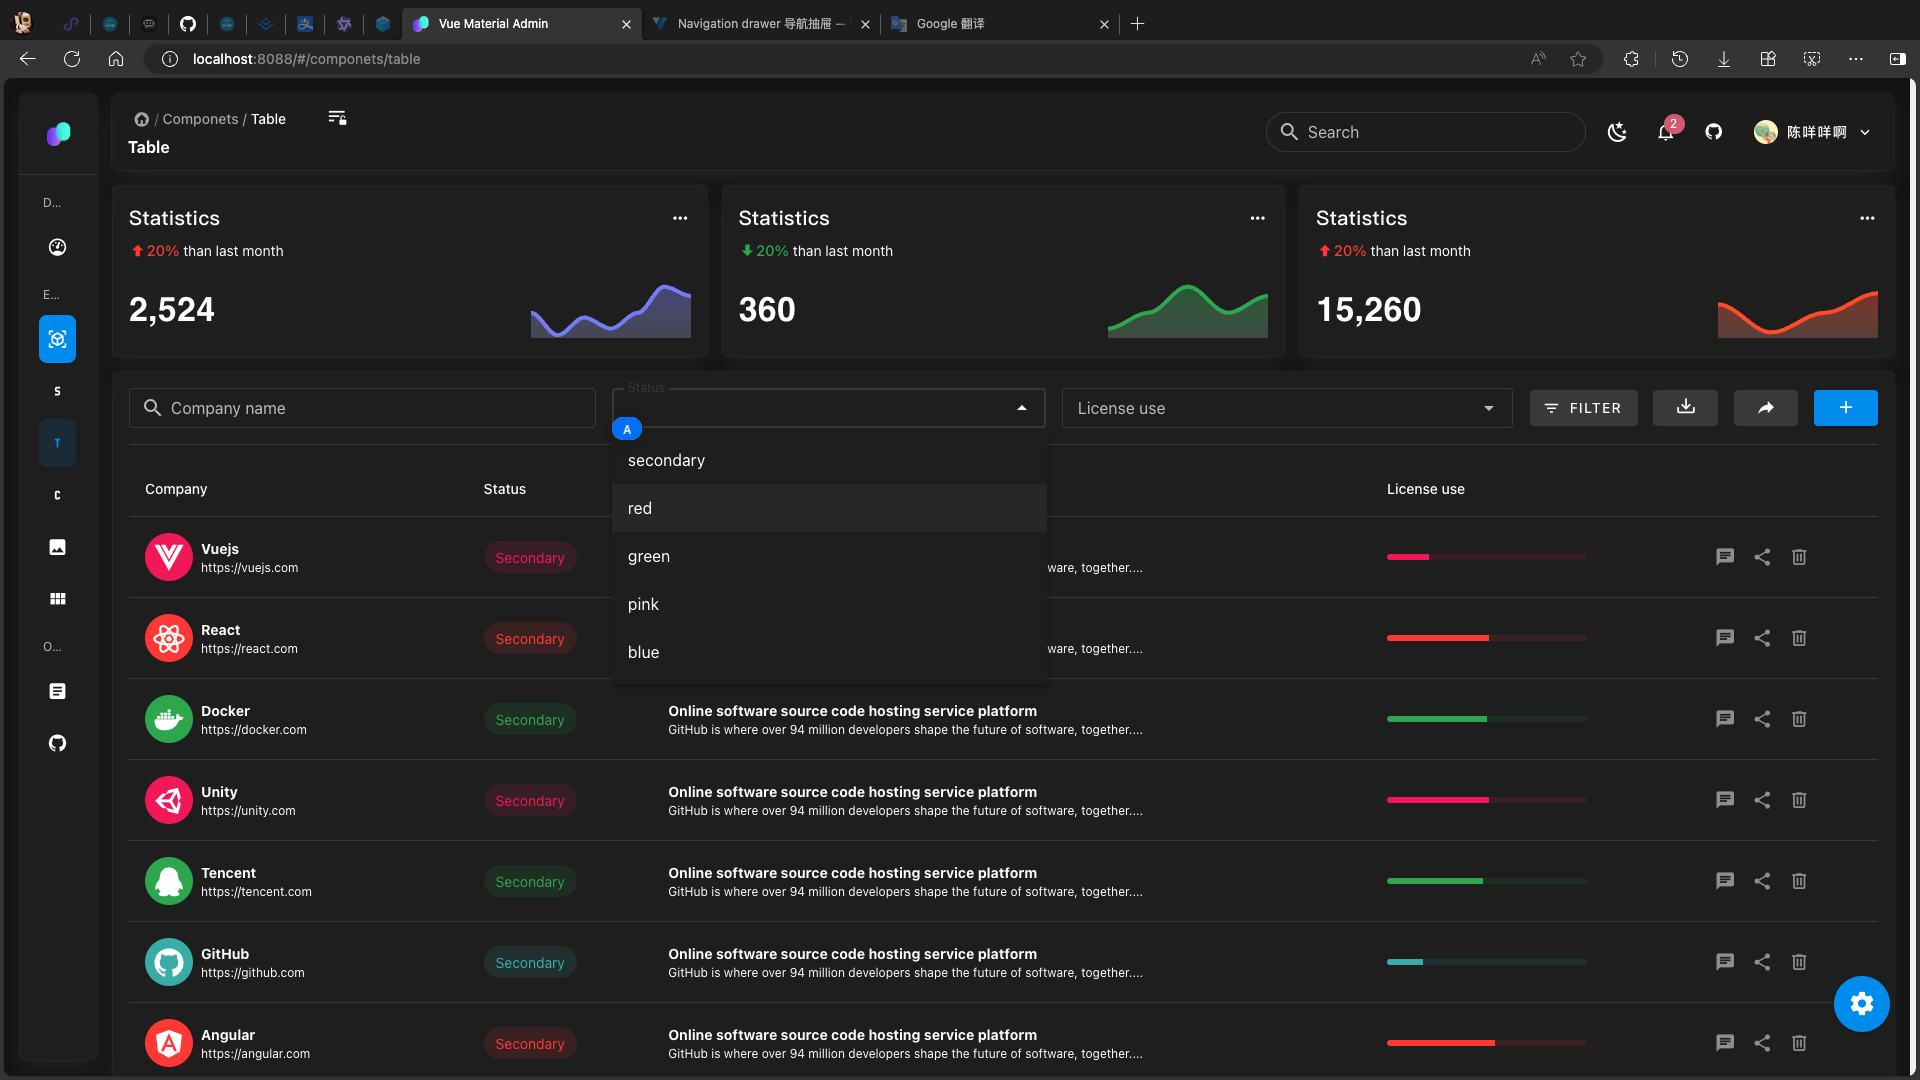 Vue Material Admin
Navigation drawer 导航抽屉 —
Google 翻译
localhost:8088/#/componets/table
/ Componets / Table
Table
Search
2
陈咩咩啊
D...
E...
S
T
C
O...
Statistics
20% than last month
2,524
Statistics
20% than last month
360
Statistics
20% than last month
15,260
Company name
Status
License use
FILTER
A
secondary
red
green
pink
blue
Company Status License use
Vuejs
https://vuejs.com
Secondary
ware, together....
React
https://react.com
Secondary
ware, together....
Docker
https://docker.com
Secondary
Online software source code hosting service platform
GitHub is where over 94 million developers shape the future of software, together....
Unity
https://unity.com
Secondary
Online software source code hosting service platform
GitHub is where over 94 million developers shape the future of software, together....
Tencent
https://tencent.com
Secondary
Online software source code hosting service platform
GitHub is where over 94 million developers shape the future of software, together....
GitHub
https://github.com
Secondary
Online software source code hosting service platform
GitHub is where over 94 million developers shape the future of software, together....
Angular
https://angular.com
Secondary
Online software source code hosting service platform
GitHub is where over 94 million developers shape the future of software, together....